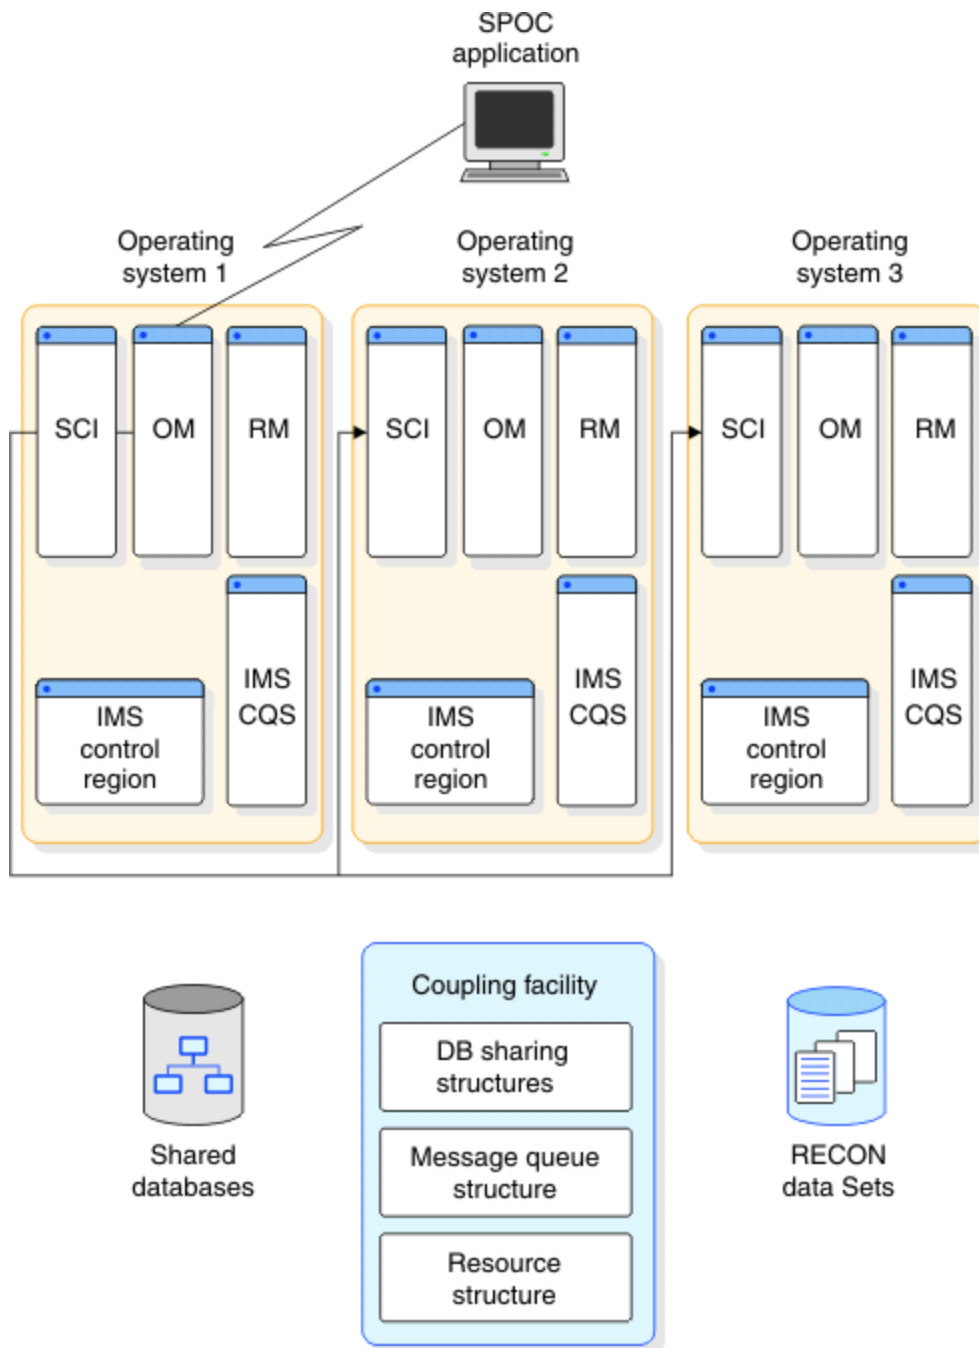 SPOC
application
Operating
system 1
Operating
system 2
Operating
system 3
SCI
OM
RM
SCI
OM
RM
SCI
OM
RM
IMS
CQS
IMS
control
region
IMS
CQS
IMS
control
region
IMS
CQS
IMS
control
region
Coupling facility
DB sharing
structures
Message queue
structure
Resource
structure
Shared
databases
RECON
data Sets